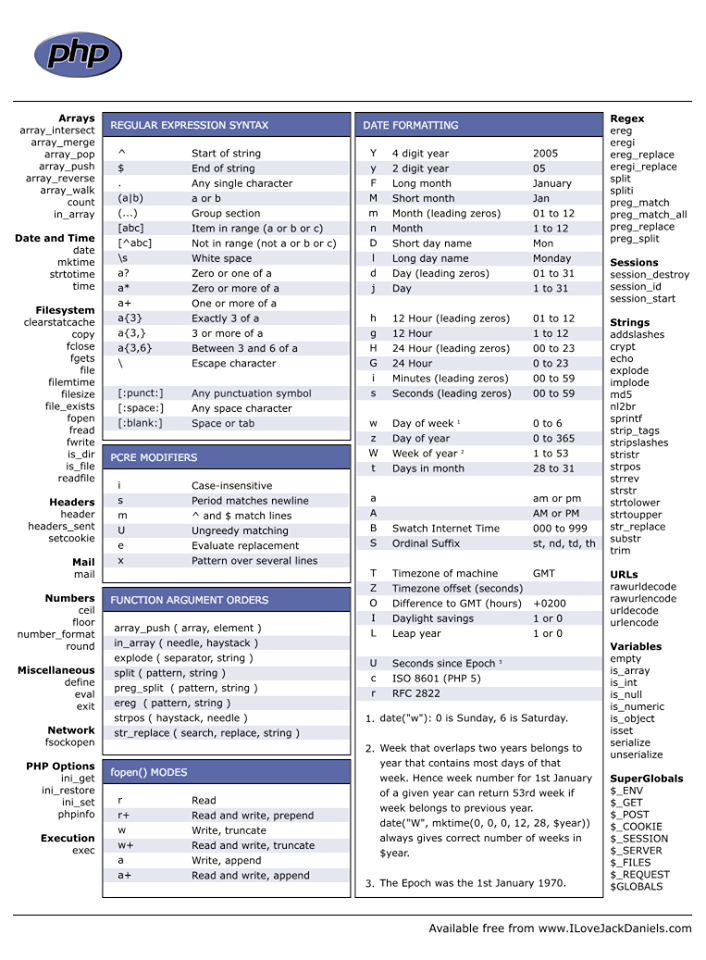 php
Arrays
array_intersect
array_merge
array_pop
array_push
array_reverse
array_walk
count
in_array
Date and Time
date
mktime
strtotime
time
Filesystem
clearstatcache
copy
fclose
fgets
file
filemtime
filesize
file_exists
fopen
fread
fwrite
is_dir
is_file
readfile
Headers
header
headers_sent
setcookie
Mail
mail
Numbers
ceil
floor
number_format
round
Miscellaneous
define
eval
exit
Network
fsockopen
PHP Options
ini_get
ini_restore
ini_set
phpinfo
Execution
exec
REGULAR EXPRESSION SYNTAX
^ Start of string
$ End of string
. Any single character
(a|b) a or b
(...) Group section
[abc] Item in range (a or b or c)
[^abc] Not in range (not a or b or c)
\s White space
a? Zero or one of a
a* Zero or more of a
a+ One or more of a
a{3} Exactly 3 of a
a{3,} 3 or more of a
a{3,6} Between 3 and 6 of a
\ Escape character
[:punct:] Any punctuation symbol
[:space:] Any space character
[:blank:] Space or tab
PCRE MODIFIERS
i Case-insensitive
s Period matches newline
m ^ and $ match lines
U Ungreedy matching
e Evaluate replacement
x Pattern over several lines
FUNCTION ARGUMENT ORDERS
array_push ( array, element )
in_array ( needle, haystack )
explode ( separator, string )
split ( pattern, string )
preg_split ( pattern, string )
ereg ( pattern, string )
strpos ( haystack, needle )
str_replace ( search, replace, string )
fopen() MODES
r Read
r+ Read and write, prepend
w Write, truncate
w+ Read and write, truncate
a Write, append
a+ Read and write, append
DATE FORMATTING
Y 4 digit year 2005
y 2 digit year 05
F Long month January
M Short month Jan
m Month (leading zeros) 01 to 12
n Month 1 to 12
D Short day name Mon
l Long day name Monday
d Day (leading zeros) 01 to 31
j Day 1 to 31
h 12 Hour (leading zeros) 01 to 12
g 12 Hour 1 to 12
H 24 Hour (leading zeros) 00 to 23
G 24 Hour 0 to 23
i Minutes (leading zeros) 00 to 59
s Seconds (leading zeros) 00 to 59
w Day of week ¹ 0 to 6
z Day of year 0 to 365
W Week of year ² 1 to 53
t Days in month 28 to 31
a am or pm
A AM or PM
B Swatch Internet Time 000 to 999
S Ordinal Suffix st, nd, td, th
T Timezone of machine GMT
Z Timezone offset (seconds)
O Difference to GMT (hours) +0200
I Daylight savings 1 or 0
L Leap year 1 or 0
U Seconds since Epoch ³
c ISO 8601 (PHP 5)
r RFC 2822
1. date("w"): 0 is Sunday, 6 is Saturday.
2. Week that overlaps two years belongs to
year that contains most days of that
week. Hence week number for 1st January
of a given year can return 53rd week if
week belongs to previous year.
date("W", mktime(0, 0, 0, 12, 28, $year))
always gives correct number of weeks in
$year.
3. The Epoch was the 1st January 1970.
Regex
ereg
eregi
ereg_replace
eregi_replace
split
spliti
preg_match
preg_match_all
preg_replace
preg_split
Sessions
session_destroy
session_id
session_start
Strings
addslashes
crypt
echo
explode
implode
md5
nl2br
sprintf
strip_tags
stripslashes
stristr
strpos
strrev
strstr
strtolower
strtoupper
str_replace
substr
trim
URLs
rawurldecode
rawurlencode
urldecode
urlencode
Variables
empty
is_array
is_int
is_null
is_numeric
is_object
isset
serialize
unserialize
SuperGlobals
$_ENV
$_GET
$_POST
$_COOKIE
$_SESSION
$_SERVER
$_FILES
$_REQUEST
$GLOBALS
Available free from www.ILoveJackDaniels.com